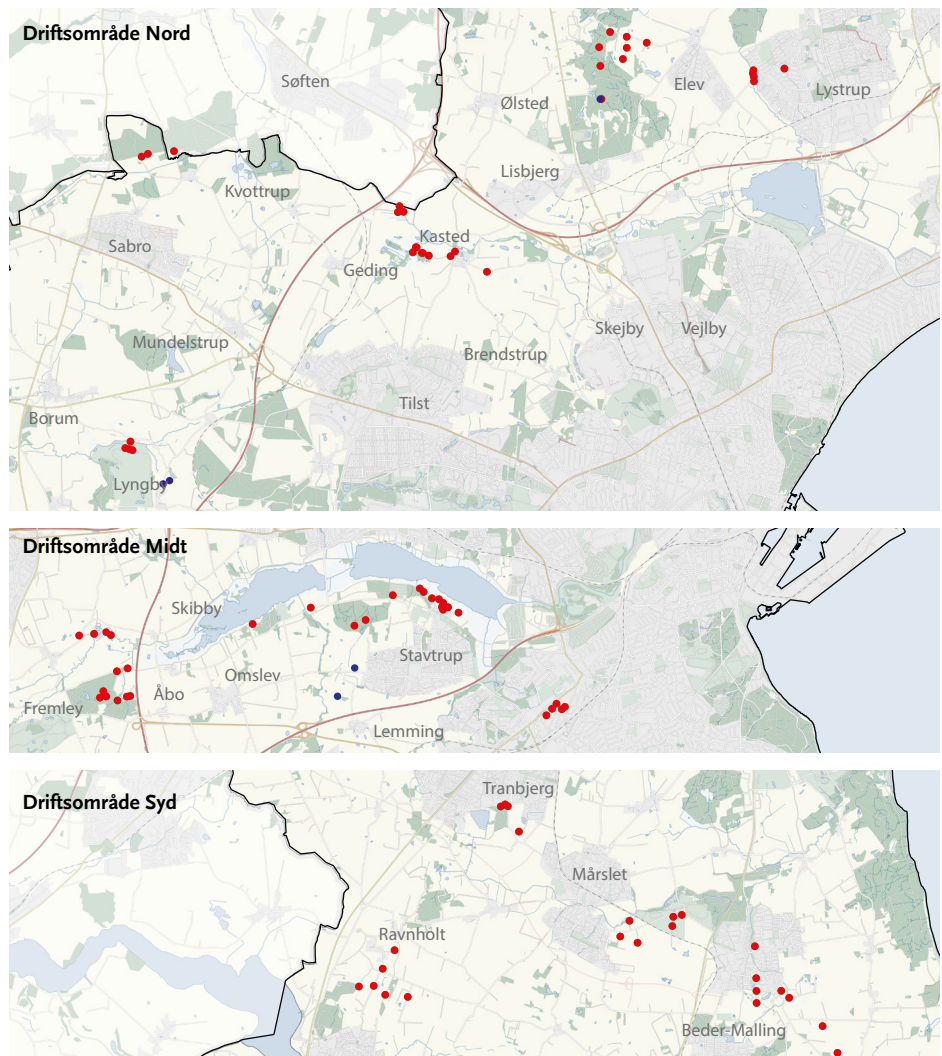 Driftsområde Nord
Søften
Ølsted
Elev
Lystrup
Lisbjerg
Kvottrup
Sabro
Kasted
Geding
Mundelstrup
Skejby
Vejlby
Brendstrup
Borum
Tilst
Lyngby
Driftsområde Midt
Skibby
Stavtrup
Omslev
Åbo
Fremley
Lemming
Driftsområde Syd
Tranbjerg
Mårslet
Ravnholt
Beder-Malling